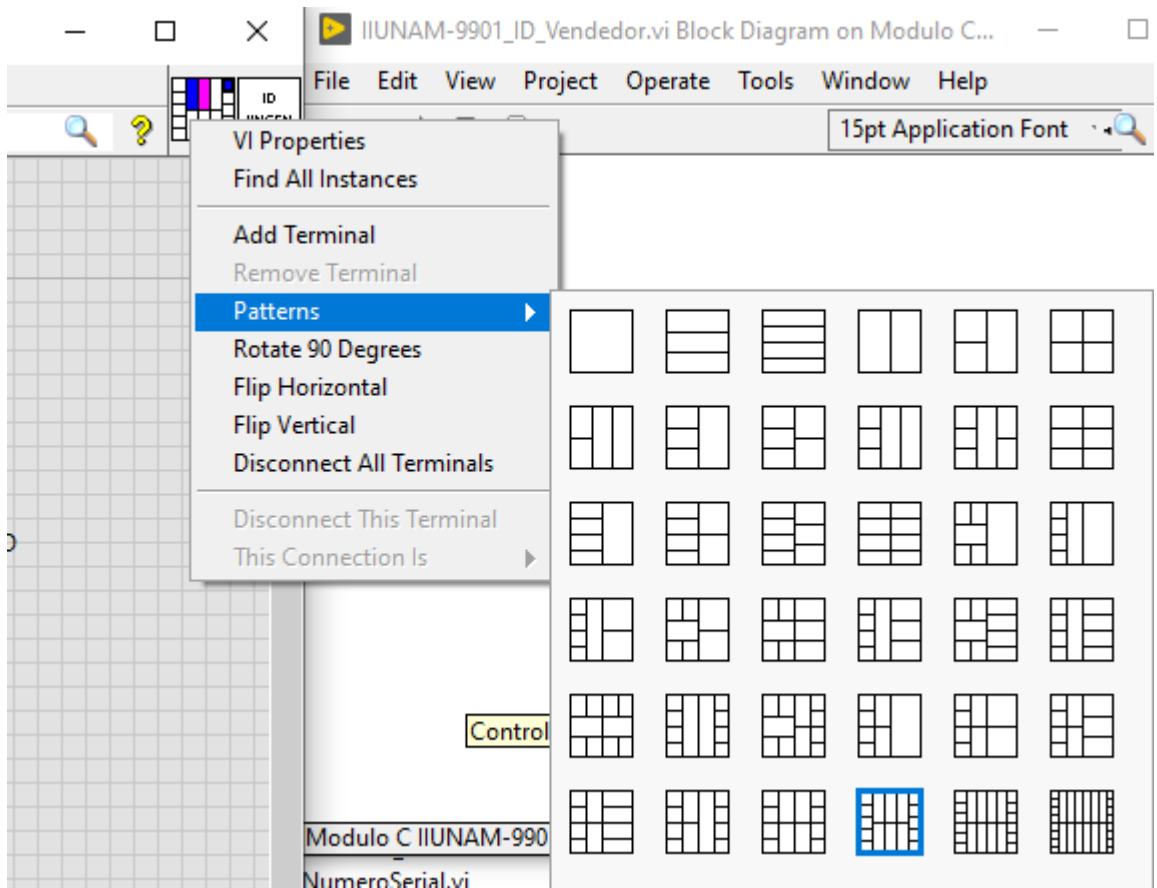 IIUNAM-9901_ID_Vendedor.vi Block Diagram on Modulo C...
File Edit View Project Operate Tools Window Help
ID
15pt Application Font
VI Properties
Find All Instances
Add Terminal
Remove Terminal
Patterns
Rotate 90 Degrees
Flip Horizontal
Flip Vertical
Disconnect All Terminals
Disconnect This Terminal
This Connection Is
Control
Modulo C IIUNAM-990
NumeroSerial.vi